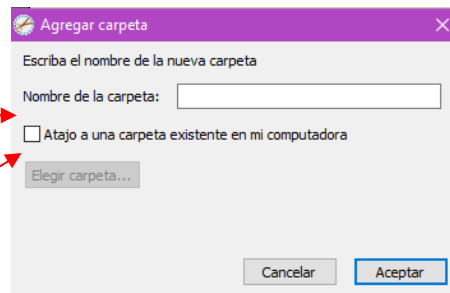 Agregar carpeta
Escriba el nombre de la nueva carpeta
Nombre de la carpeta:
Atajo a una carpeta existente en mi computadora
Elegir carpeta...
Cancelar Aceptar